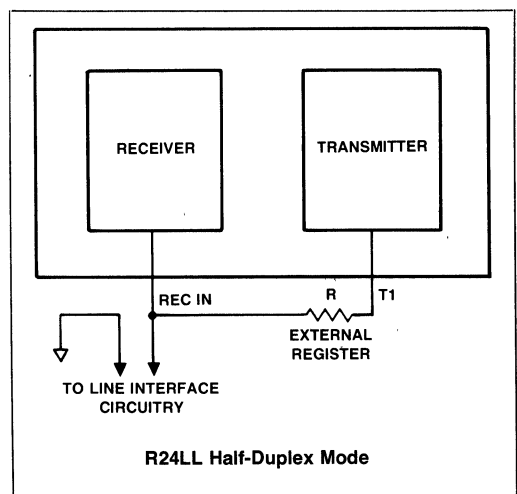 RECEIVER
TRANSMITTER
REC IN
R
T1
EXTERNAL
REGISTER
TO LINE INTERFACE
CIRCUITRY
R24LL Half-Duplex Mode